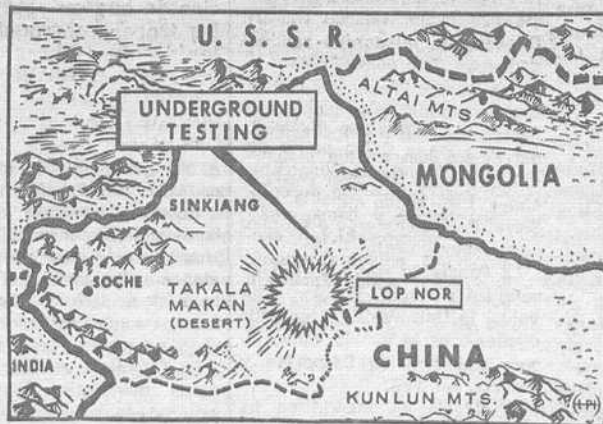 U. S. S. R.
ALTAI MTS
UNDERGROUND
TESTING
MONGOLIA
SINKIANG
SOCHE
TAKALA
MAKAN
(DESERT)
LOP NOR
INDIA
CHINA
KUNLUN MTS.